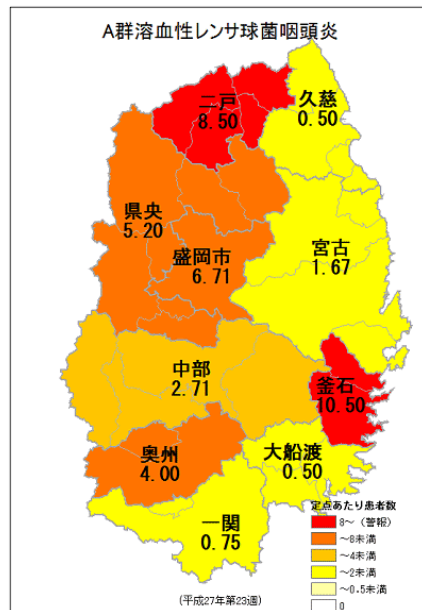 A群溶血性レンサ球菌咽頭炎
二戸
8.50
久慈
0.50
県央
5.20
盛岡市
6.71
宮古
1.67
中部
2.71
釜石
10.50
奥州
4.00
大船渡
0.50
一関
0.75
定点あたり患者数
8～（警報）
～8未満
～4未満
～2未満
～0.5未満
0
(平成27年第23週)